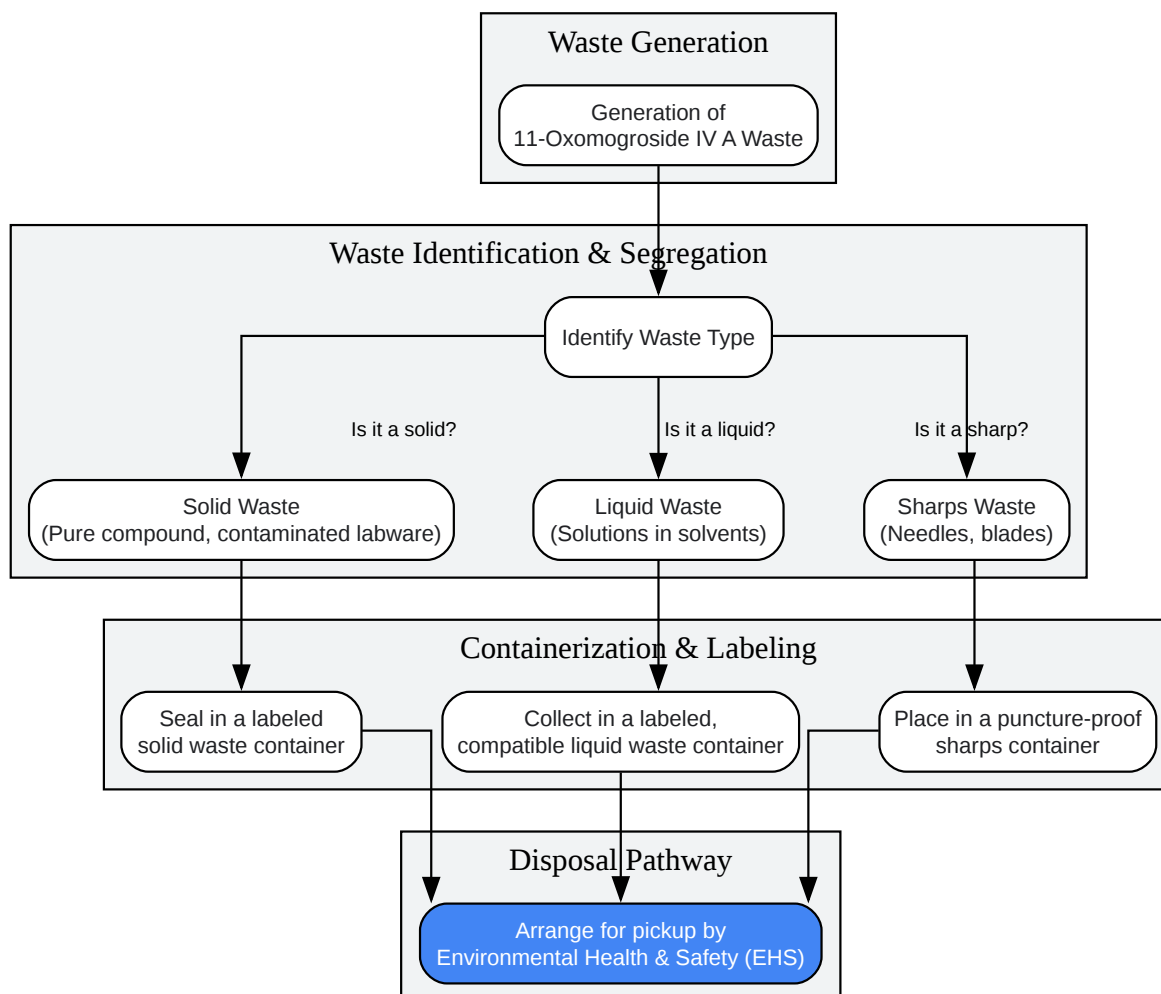 Waste Generation
Generation of
11-Oxomogroside IV A Waste
Waste Identification & Segregation
Identify Waste Type
Is it a solid?
Is it a liquid?
Is it a sharp?
Solid Waste
(Pure compound, contaminated labware)
Liquid Waste
(Solutions in solvents)
Sharps Waste
(Needles, blades)
Containerization & Labeling
Seal in a labeled
solid waste container
Collect in a labeled,
compatible liquid waste container
Place in a puncture-proof
sharps container
Disposal Pathway
Arrange for pickup by
Environmental Health & Safety (EHS)